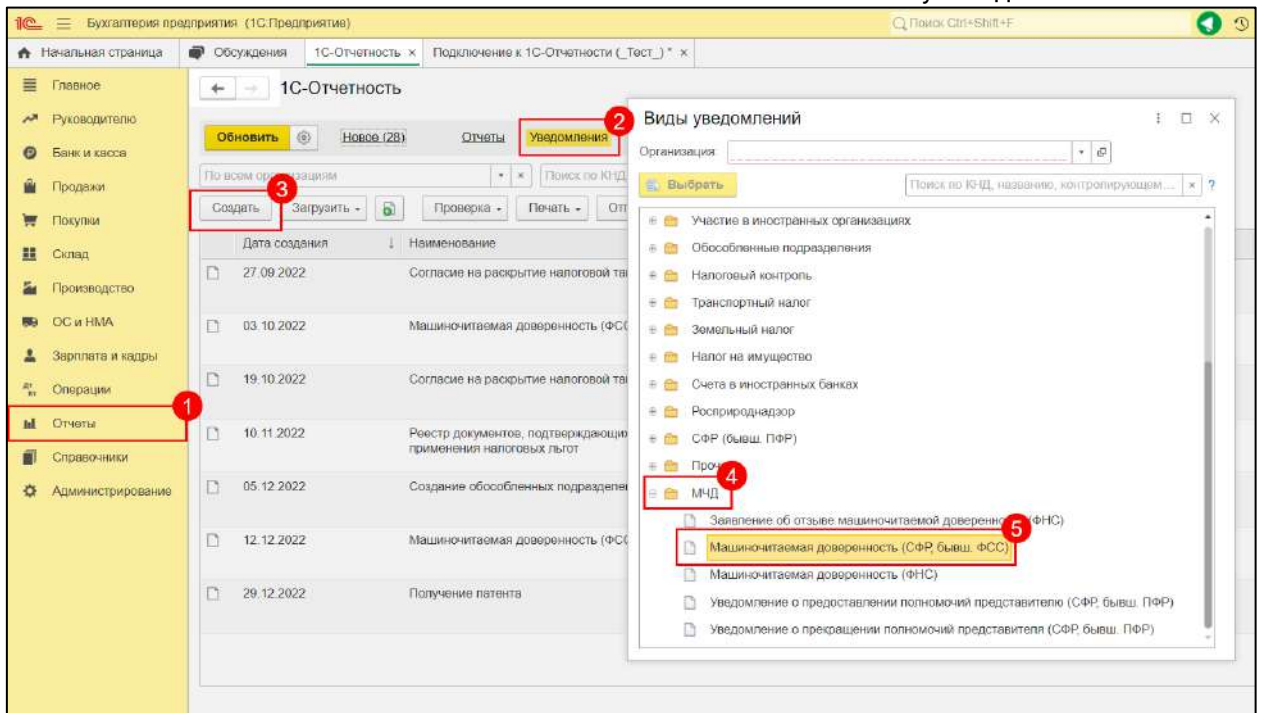 Бухгалтерия предприятия (1С:Предприятие)
Поиск Ctrl+Shift+F
Начальная страница
Обсуждения
1С-Отчетность ×
Подключение к 1С-Отчетности (_Тест_) * ×
Главное
Руководителю
Банк и касса
Продажи
Покупки
Склад
Производство
ОС и НМА
Зарплата и кадры
Операции
Отчеты
Справочники
Администрирование
1
1С-Отчетность
Обновить
Новое (28)
Отчеты
Уведомления
2
По всем организациям
Поиск по КНД
3
Создать
Загрузить
Проверка
Печать
Дата создания
Наименование
27.09.2022
Согласие на раскрытие налоговой
03.10.2022
Машиночитаемая доверенность (ФСС
19.10.2022
Согласие на раскрытие налоговой
10.11.2022
Реестр документов, подтверждающих
применения налоговых льгот
05.12.2022
Создание обособленных
12.12.2022
Машиночитаемая доверенность (ФСС
29.12.2022
Получение патента
Виды уведомлений
Организация:
Выбрать
Поиск по КНД, названию, контролирующем...
?
Участие в иностранных организациях
Обособленные подразделения
Налоговый контроль
Транспортный налог
Земельный налог
Налог на имущество
Счета в иностранных банках
Росприроднадзор
СФР (бывш. ПФР)
4
МЧД
Заявление об отзыве машиночитаемой доверенности (ФНС)
5
Машиночитаемая доверенность (СФР, бывш. ФСС)
Машиночитаемая доверенность (ФНС)
Уведомление о предоставлении полномочий представителю (СФР, бывш. ПФР)
Уведомление о прекращении полномочий представителя (СФР, бывш. ПФР)